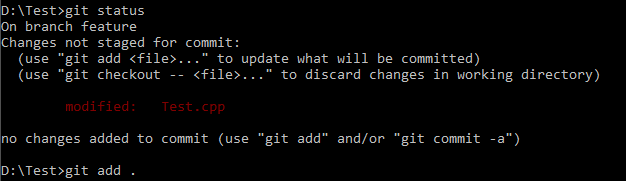 D:\Test>git status
On branch feature
Changes not staged for commit:
  (use "git add <file>..." to update what will be committed)
  (use "git checkout -- <file>..." to discard changes in working directory)
        modified:   Test.cpp
no changes added to commit (use "git add" and/or "git commit -a")
D:\Test>git add .